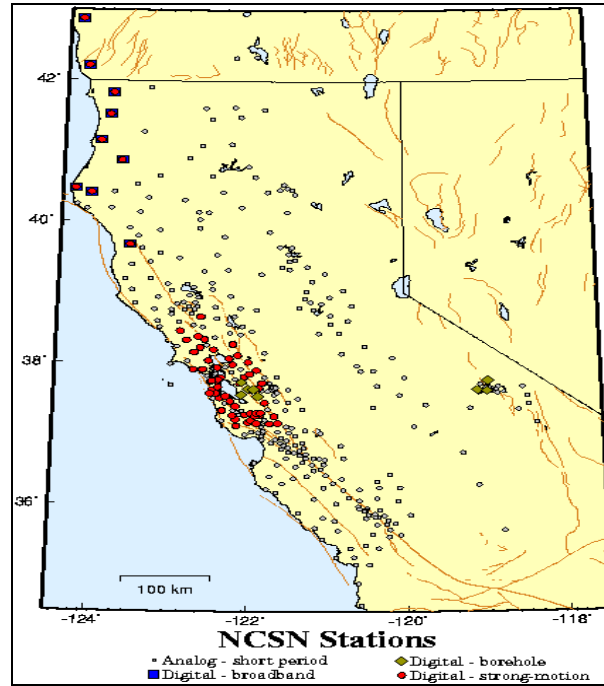 42°
40°
38°
36°
100 km
-124° -122° -120° -118°
NCSN Stations
Analog - short period Digital - borehole
Digital - broadband Digital - strong-motion